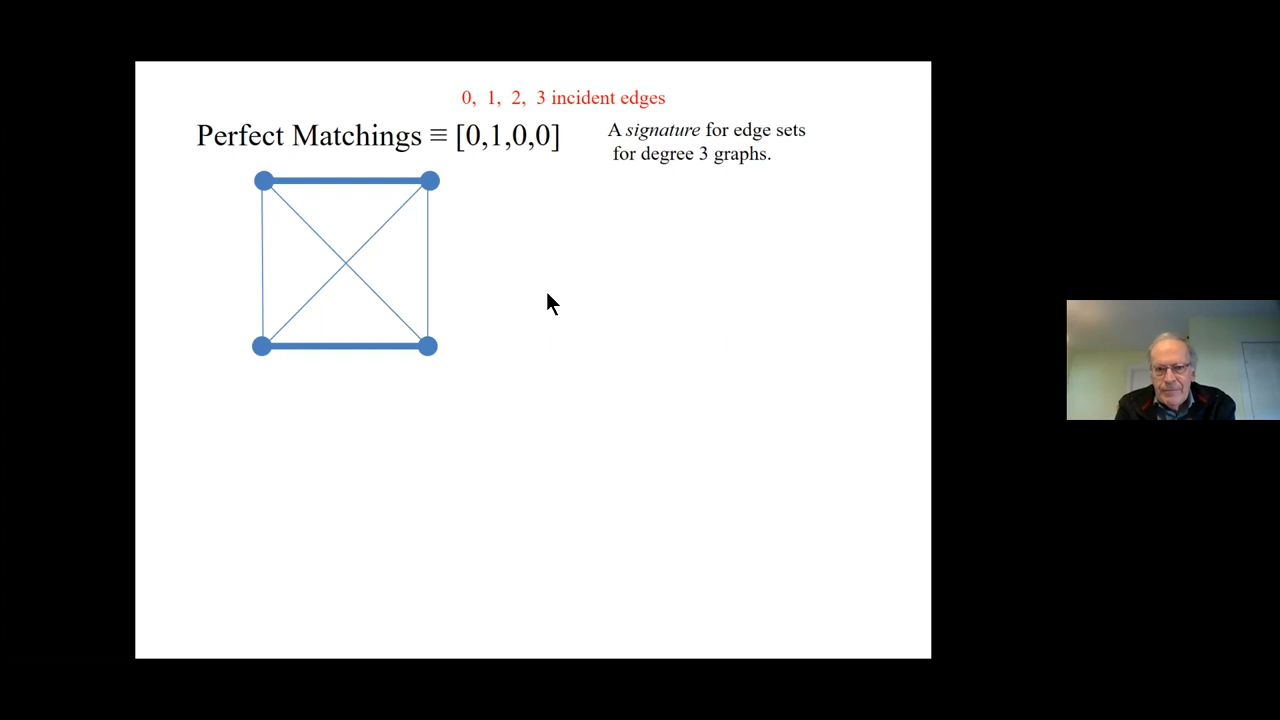 0, 1, 2, 3 incident edges
Perfect Matchings ≡ [0,1,0,0]
A signature for edge sets
for degree 3 graphs.